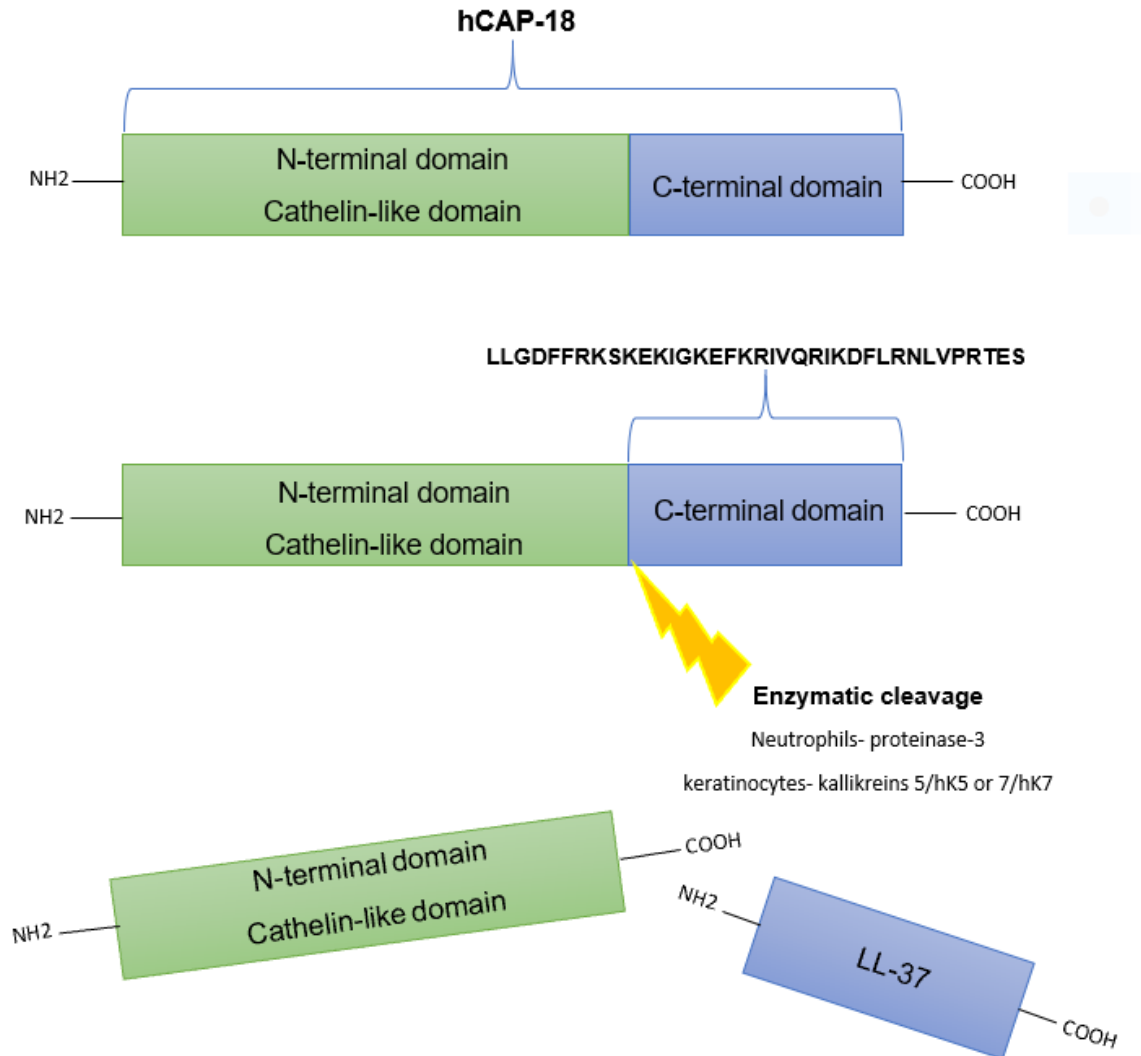 hCAP-18
NH2
N-terminal domain
Cathelin-like domain
C-terminal domain
COOH
LLGDFFRKSKEKIGKEFKRIVQRIKDFLRNLVPRTES
NH2
N-terminal domain
Cathelin-like domain
C-terminal domain
COOH
Enzymatic cleavage
Neutrophils- proteinase-3
keratinocytes- kallikreins 5/hK5 or 7/hK7
NH2
N-terminal domain
Cathelin-like domain
COOH
NH2
LL-37
COOH